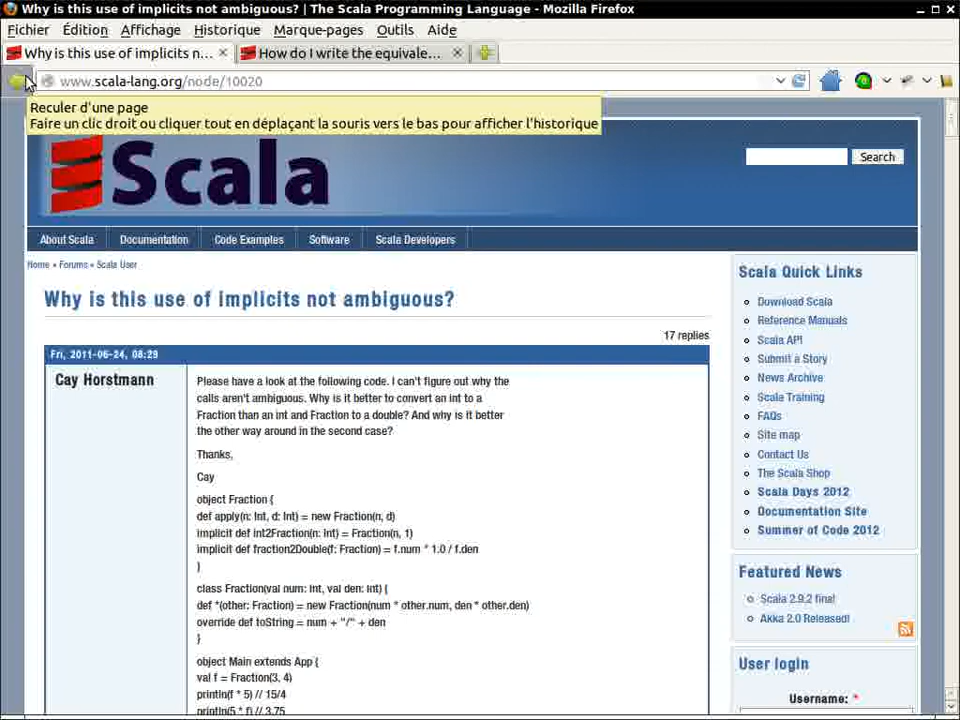 Why is this use of implicits not ambiguous? | The Scala Programming Language - Mozilla Firefox
Fichier Édition Affichage Historique Marque-pages Outils Aide
Why is this use of implicits n... How do I write the equivale...
www.scala-lang.org/node/10020
Reculer d'une page
Faire un clic droit ou cliquer tout en déplaçant la souris vers le bas pour afficher l'historique
Scala
Search
About Scala Documentation Code Examples Software Scala Developers
Home » Forums » Scala User
Why is this use of implicits not ambiguous?
17 replies
Fri, 2011-06-24, 08:29
Cay Horstmann
Please have a look at the following code. I can't figure out why the
calls aren't ambiguous. Why is it better to convert an int to a
Fraction than an int and Fraction to a double? And why is it better
the other way around in the second case?
Thanks,
Cay
object Fraction {
def apply(n: Int, d: Int) = new Fraction(n, d)
implicit def int2Fraction(n: Int) = Fraction(n, 1)
implicit def fraction2Double(f: Fraction) = f.num * 1.0 / f.den
}
class Fraction(val num: Int, val den: Int) {
def *(other: Fraction) = new Fraction(num * other.num, den * other.den)
override def toString = num + "/" + den
}
object Main extends App {
val f = Fraction(3, 4)
println(f * 5) // 15/4
println(5 * f) // 3.75
Scala Quick Links
Download Scala
Reference Manuals
Scala API
Submit a Story
News Archive
Scala Training
FAQs
Site map
Contact Us
The Scala Shop
Scala Days 2012
Documentation Site
Summer of Code 2012
Featured News
Scala 2.9.2 final
Akka 2.0 Released!
User login
Username: *